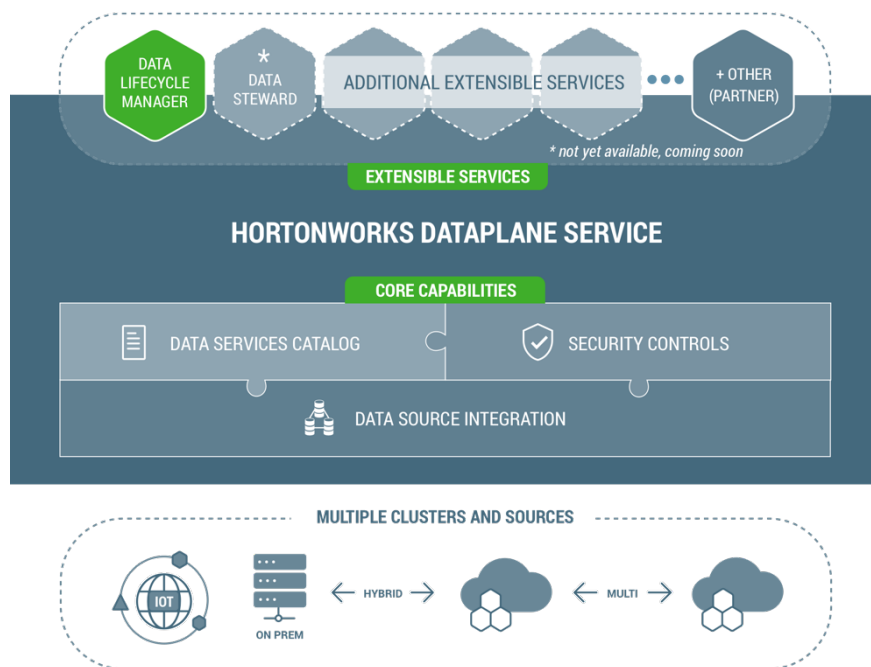 DATA
LIFECYCLE
MANAGER
*
DATA
STEWARD
ADDITIONAL EXTENSIBLE SERVICES
+ OTHER
(PARTNER)
* not yet available, coming soon
EXTENSIBLE SERVICES
HORTONWORKS DATAPLANE SERVICE
CORE CAPABILITIES
DATA SERVICES CATALOG
SECURITY CONTROLS
DATA SOURCE INTEGRATION
MULTIPLE CLUSTERS AND SOURCES
IOT
ON PREM
HYBRID
MULTI